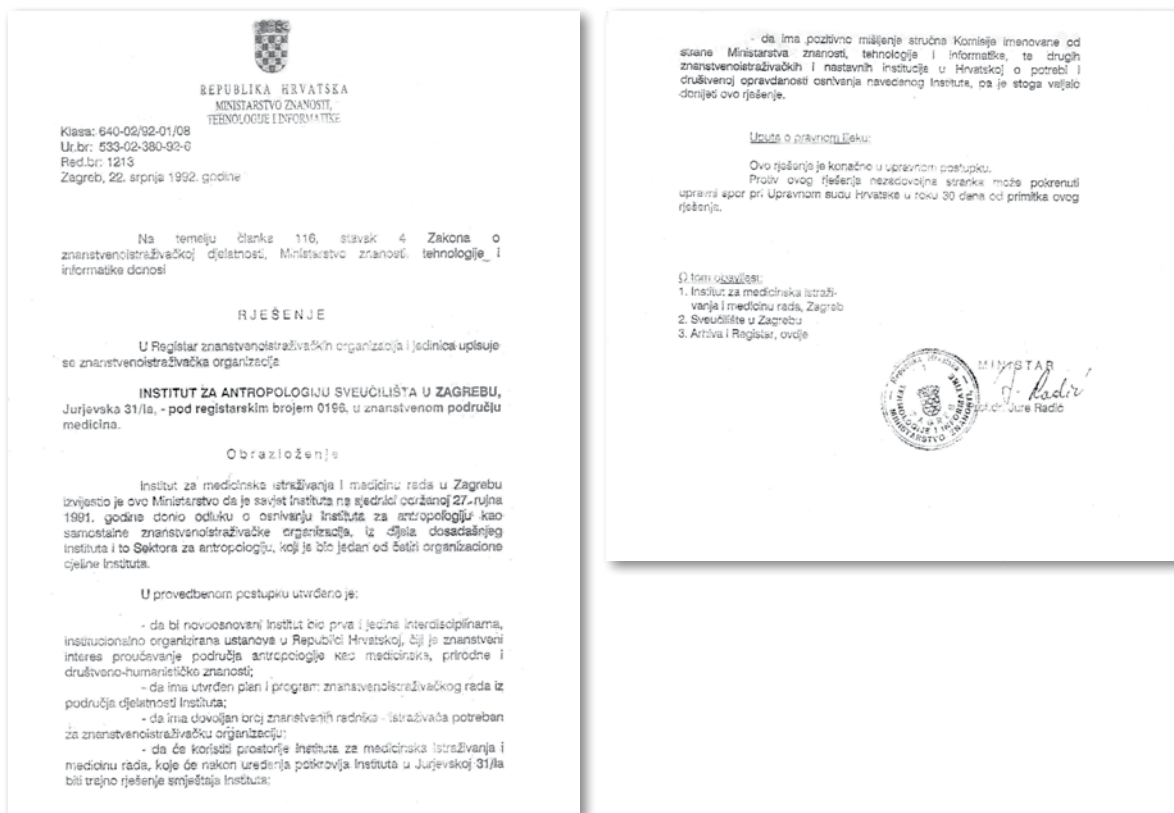 REPUBLIKA HRVATSKA
MINISTARSTVO ZNANOSTI,
TEHNOLOGIJE I INFORMATIKE
Klasa: 640-02/92-01/08
Ur.br: 533-02-380-92-6
Red.br: 1213
Zagreb, 22. srpnja 1992. godine
Na temelju članka 116, stavak 4 Zakona o
znanstvenoistraživačkoj djelatnosti, Ministarstvo znanosti, tehnologije i
informatike donosi
RJEŠENJE
U Registar znanstvenoistraživačkih organizacija i jedinica upisuje
se znanstvenoistraživačka organizacija
INSTITUT ZA ANTROPOLOGIJU SVEUČILIŠTA U ZAGREBU,
Jurjevska 31/Ia, - pod registarskim brojem 0196, u znanstvenom području
medicina.
Obrazloženje
Institut za medicinska istraživanja i medicinu rada u Zagrebu
izvijestio je ovo Ministarstvo da je savjet Instituta na sjednici održanoj 27. rujna
1991. godine donio odluku o osnivanju Instituta za antropologiju kao
samostalne znanstvenoistraživačke organizacije, iz dijela dosadašnjeg
Instituta i to Sektora za antropologiju, koji je bio jedan od četiri organizacione
cjeline Instituta.
U provedbenom postupku utvrđeno je:
- da bi novoosnovani Institut bio prva i jedina interdisciplinarna,
institucionalno organizirana ustanova u Republici Hrvatskoj, čiji je znanstveni
interes proučavanje područja antropologije kao medicinske, prirodne i
društveno-humanističke znanosti;
- da ima utvrđen plan i program znanstvenoistraživačkog rada iz
područja djelatnosti Instituta;
- da ima dovoljan broj znanstvenih radnika - istraživača potreban
za znanstvenoistraživačku organizaciju;
- da će koristiti prostorije Instituta za medicinska istraživanja i
medicinu rada, koje će nakon uređenja potkrovlja Instituta u Jurjevskoj 31/Ia
biti trajno rješenje smještaja Instituta;
- da ima pozitivno mišljenje stručne Komisije imenovane od
strane Ministarstva znanosti, tehnologije i informatike, te drugih
znanstvenoistraživačkih i nastavnih institucija u Hrvatskoj o potrebi i
društvenoj opravdanosti osnivanja navedenog Instituta, pa je stoga valjalo
donijeti ovo rješenje.
Uputa o pravnom lijeku:
Ovo rješenje je konačno u upravnom postupku.
Protiv ovog rješenja nezadovoljna stranka može pokrenuti
upravni spor pri Upravnom sudu Hrvatske u roku 30 dana od primitka ovog
rješenja.
O tom obavijest:
1. Institut za medicinska istraži-
vanja i medicinu rada, Zagreb
2. Sveučilište u Zagrebu
3. Arhiva i Registar, ovdje
MINISTAR
J. Radić
prof.dr. Jure Radić
Republika Hrvatska
MINISTARSTVO ZNANOSTI,
TEHNOLOGIJE I INFORMATIKE
ZAGREB
1